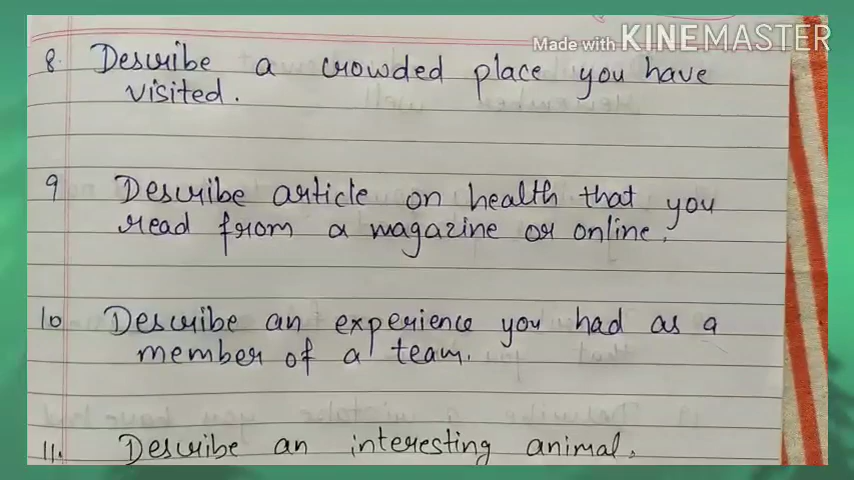 Made with KINEMASTER
8. Describe a crowded place you have
visited.
9 Describe article on health that you
read from a magazine or online.
10 Describe an experience you had as a
member of a team.
11. Describe an interesting animal.